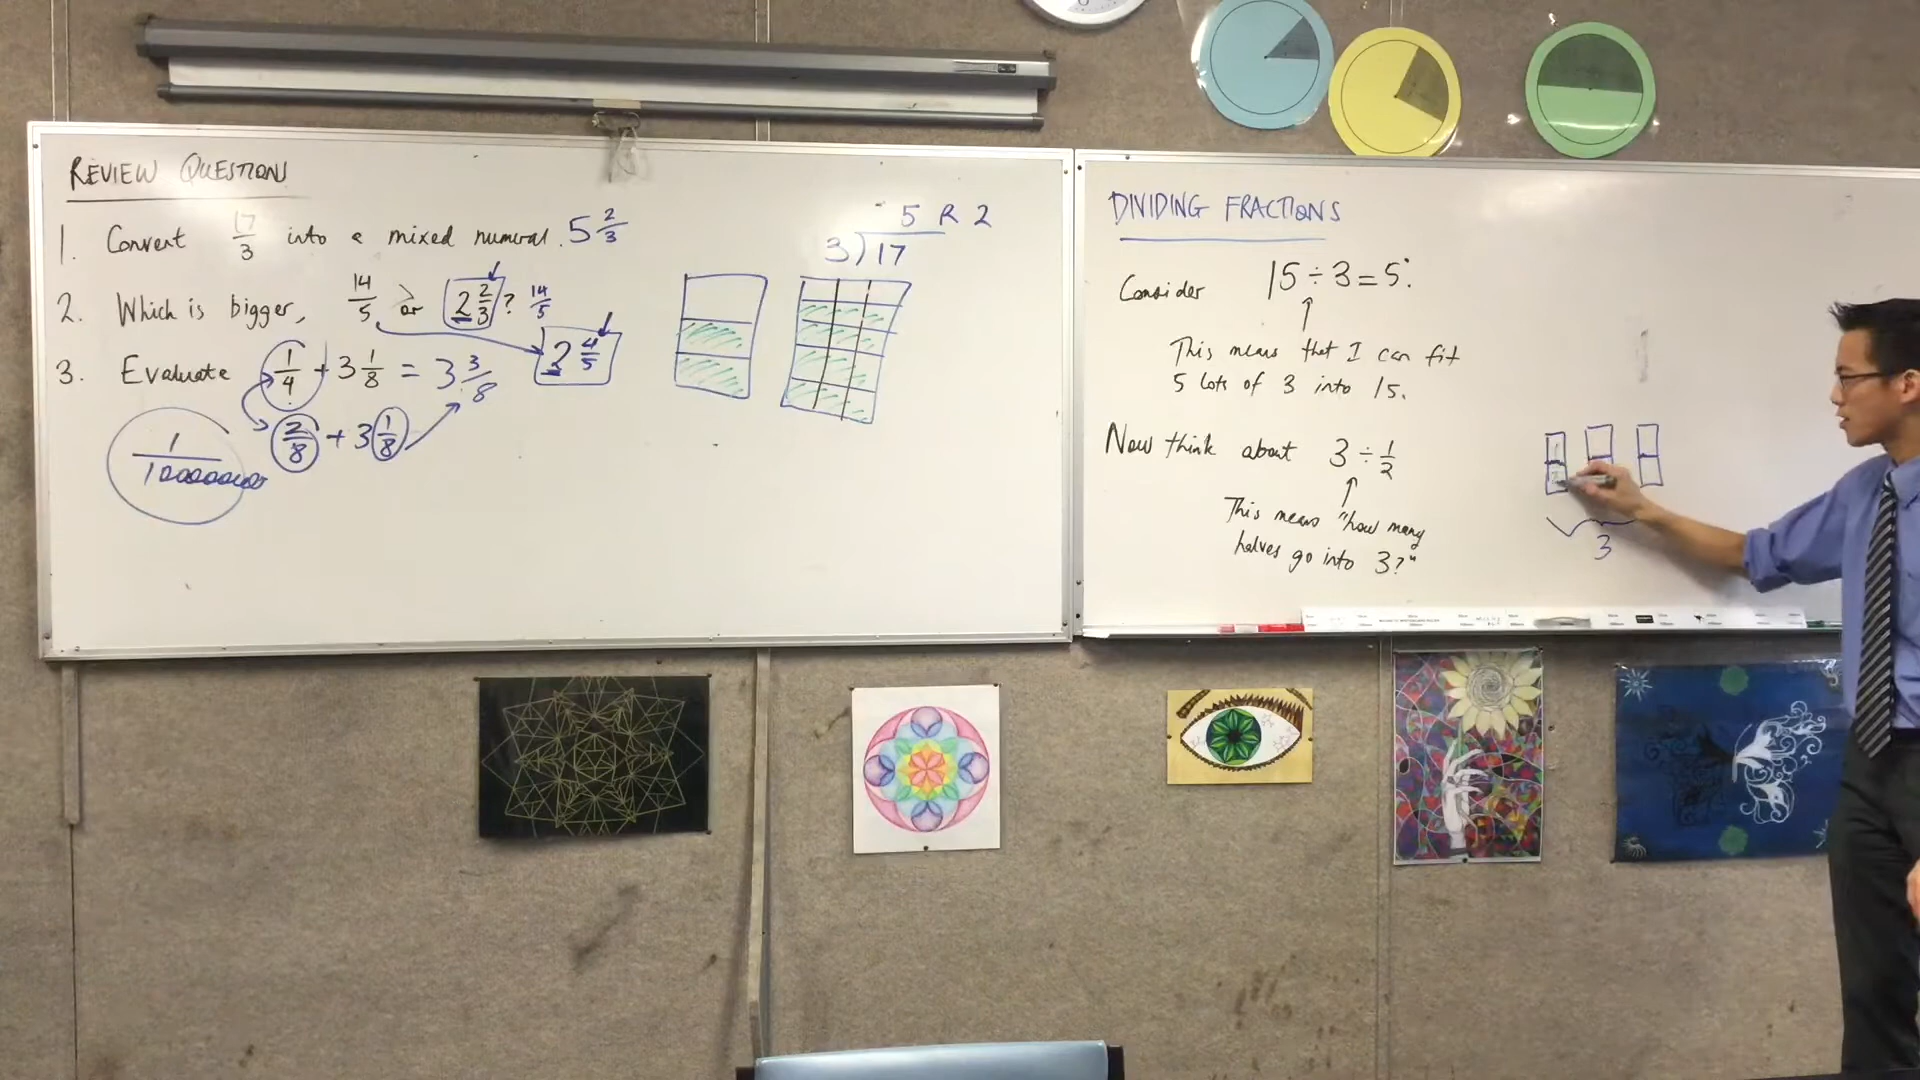 REVIEW QUESTIONS
1. Convert 17/3 into a mixed numeral. 5 2/3
2. Which is bigger, 14/5 > or 2 2/3? 14/5
2 4/5
3. Evaluate 1/4 + 3 1/8 = 3 3/8
2/8 + 3 1/8
5 R 2
3)17
DIVIDING FRACTIONS
Consider 15 ÷ 3 = 5.
This means that I can fit
5 lots of 3 into 15.
Now think about 3 ÷ 1/2
This means "how many
halves go into 3?"
3